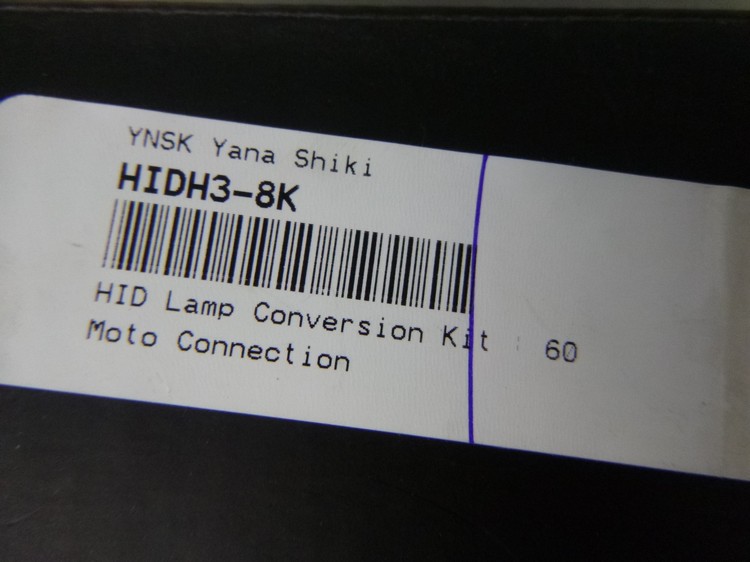 YNSK Yana Shiki
HIDH3-8K
HID Lamp Conversion Kit : 60
Moto Connection